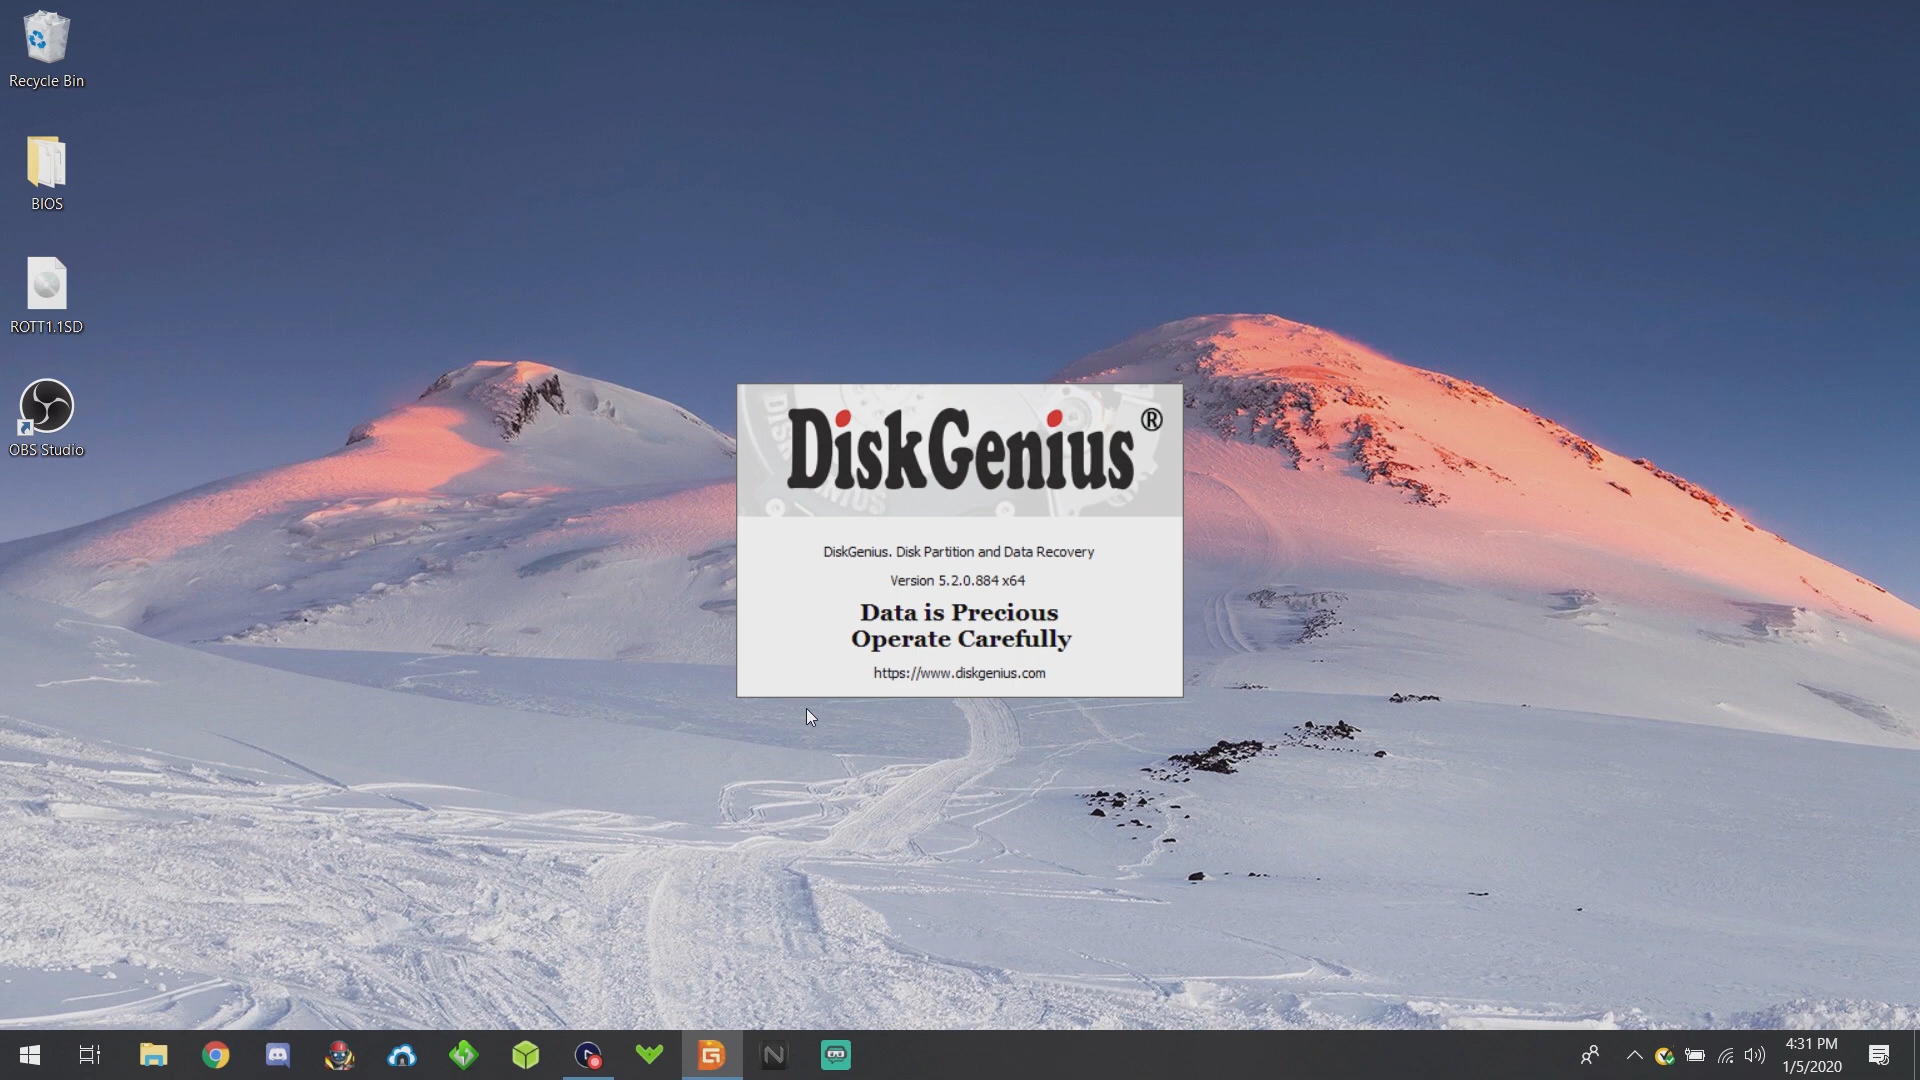 Recycle Bin
BIOS
ROTT1.1SD
OBS Studio
DiskGenius®
DiskGenius. Disk Partition and Data Recovery
Version 5.2.0.884 x64
Data is Precious
Operate Carefully
https://www.diskgenius.com
4:31 PM
1/5/2020